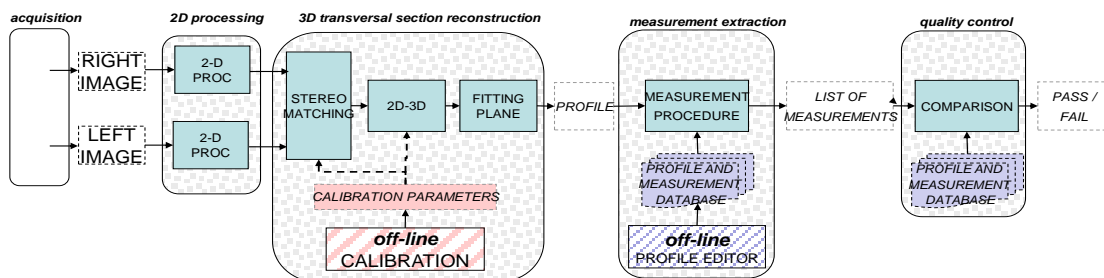 acquisition
2D processing
3D transversal section reconstruction
measurement extraction
quality control
RIGHT
IMAGE
2-D
PROC
LEFT
IMAGE
2-D
PROC
STEREO
MATCHING
2D-3D
FITTING
PLANE
CALIBRATION PARAMETERS
off-line
CALIBRATION
PROFILE
MEASUREMENT
PROCEDURE
PROFILE AND
MEASUREMENT
DATABASE
off-line
PROFILE EDITOR
LIST OF
MEASUREMENTS
COMPARISON
PROFILE AND
MEASUREMENT
DATABASE
PASS /
FAIL